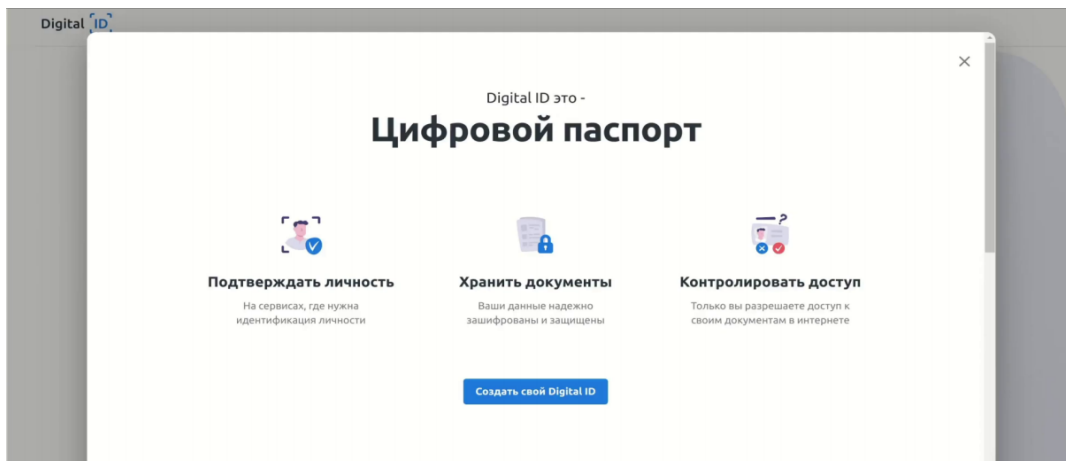 Digital ID
Digital ID это -
Цифровой паспорт
Подтверждать личность
На сервисах, где нужна
идентификация личности
Хранить документы
Ваши данные надежно
зашифрованы и защищены
Контролировать доступ
Только вы разрешаете доступ к
своим документам в интернете
Создать свой Digital ID